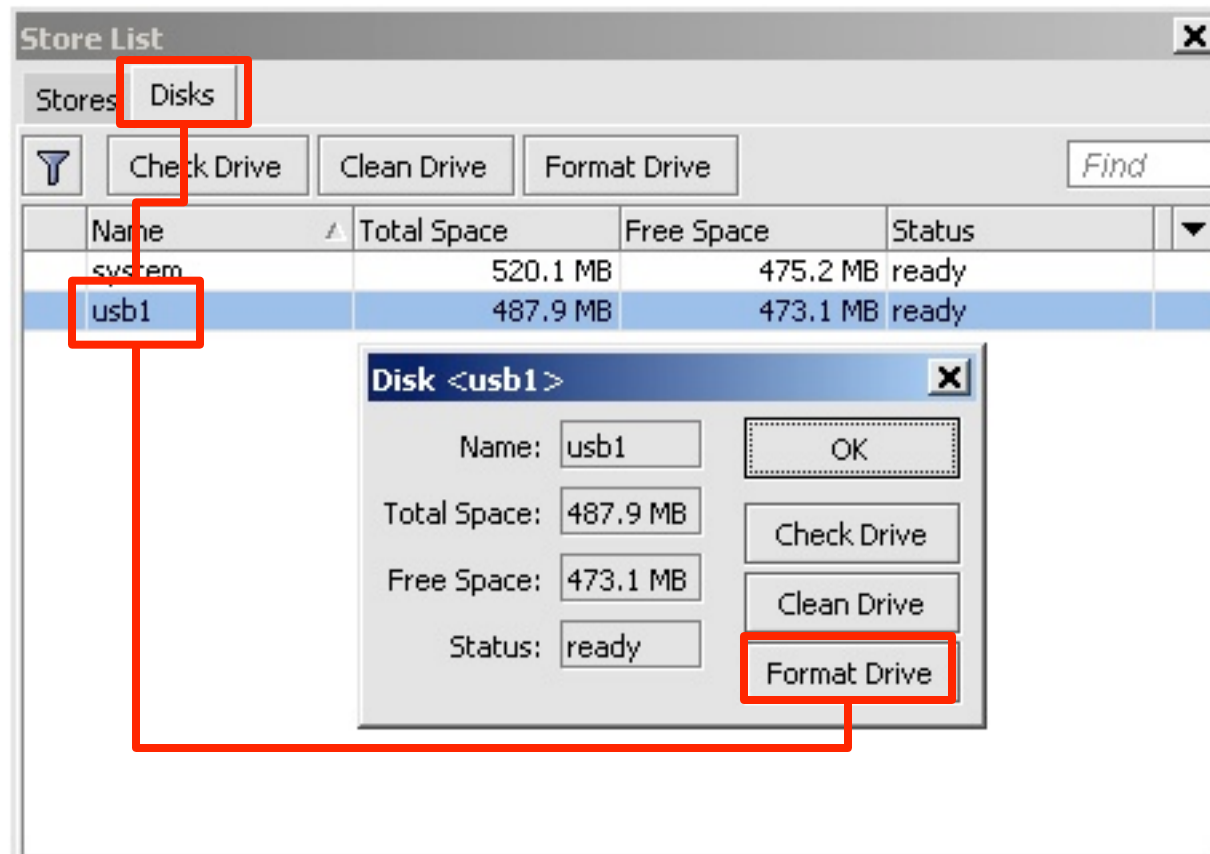 Store List
Stores Disks
Check Drive Clean Drive Format Drive Find
Name Total Space Free Space Status
system 520.1 MB 475.2 MB ready
usb1 487.9 MB 473.1 MB ready
Disk <usb1>
Name: usb1 OK
Total Space: 487.9 MB Check Drive
Free Space: 473.1 MB Clean Drive
Status: ready Format Drive